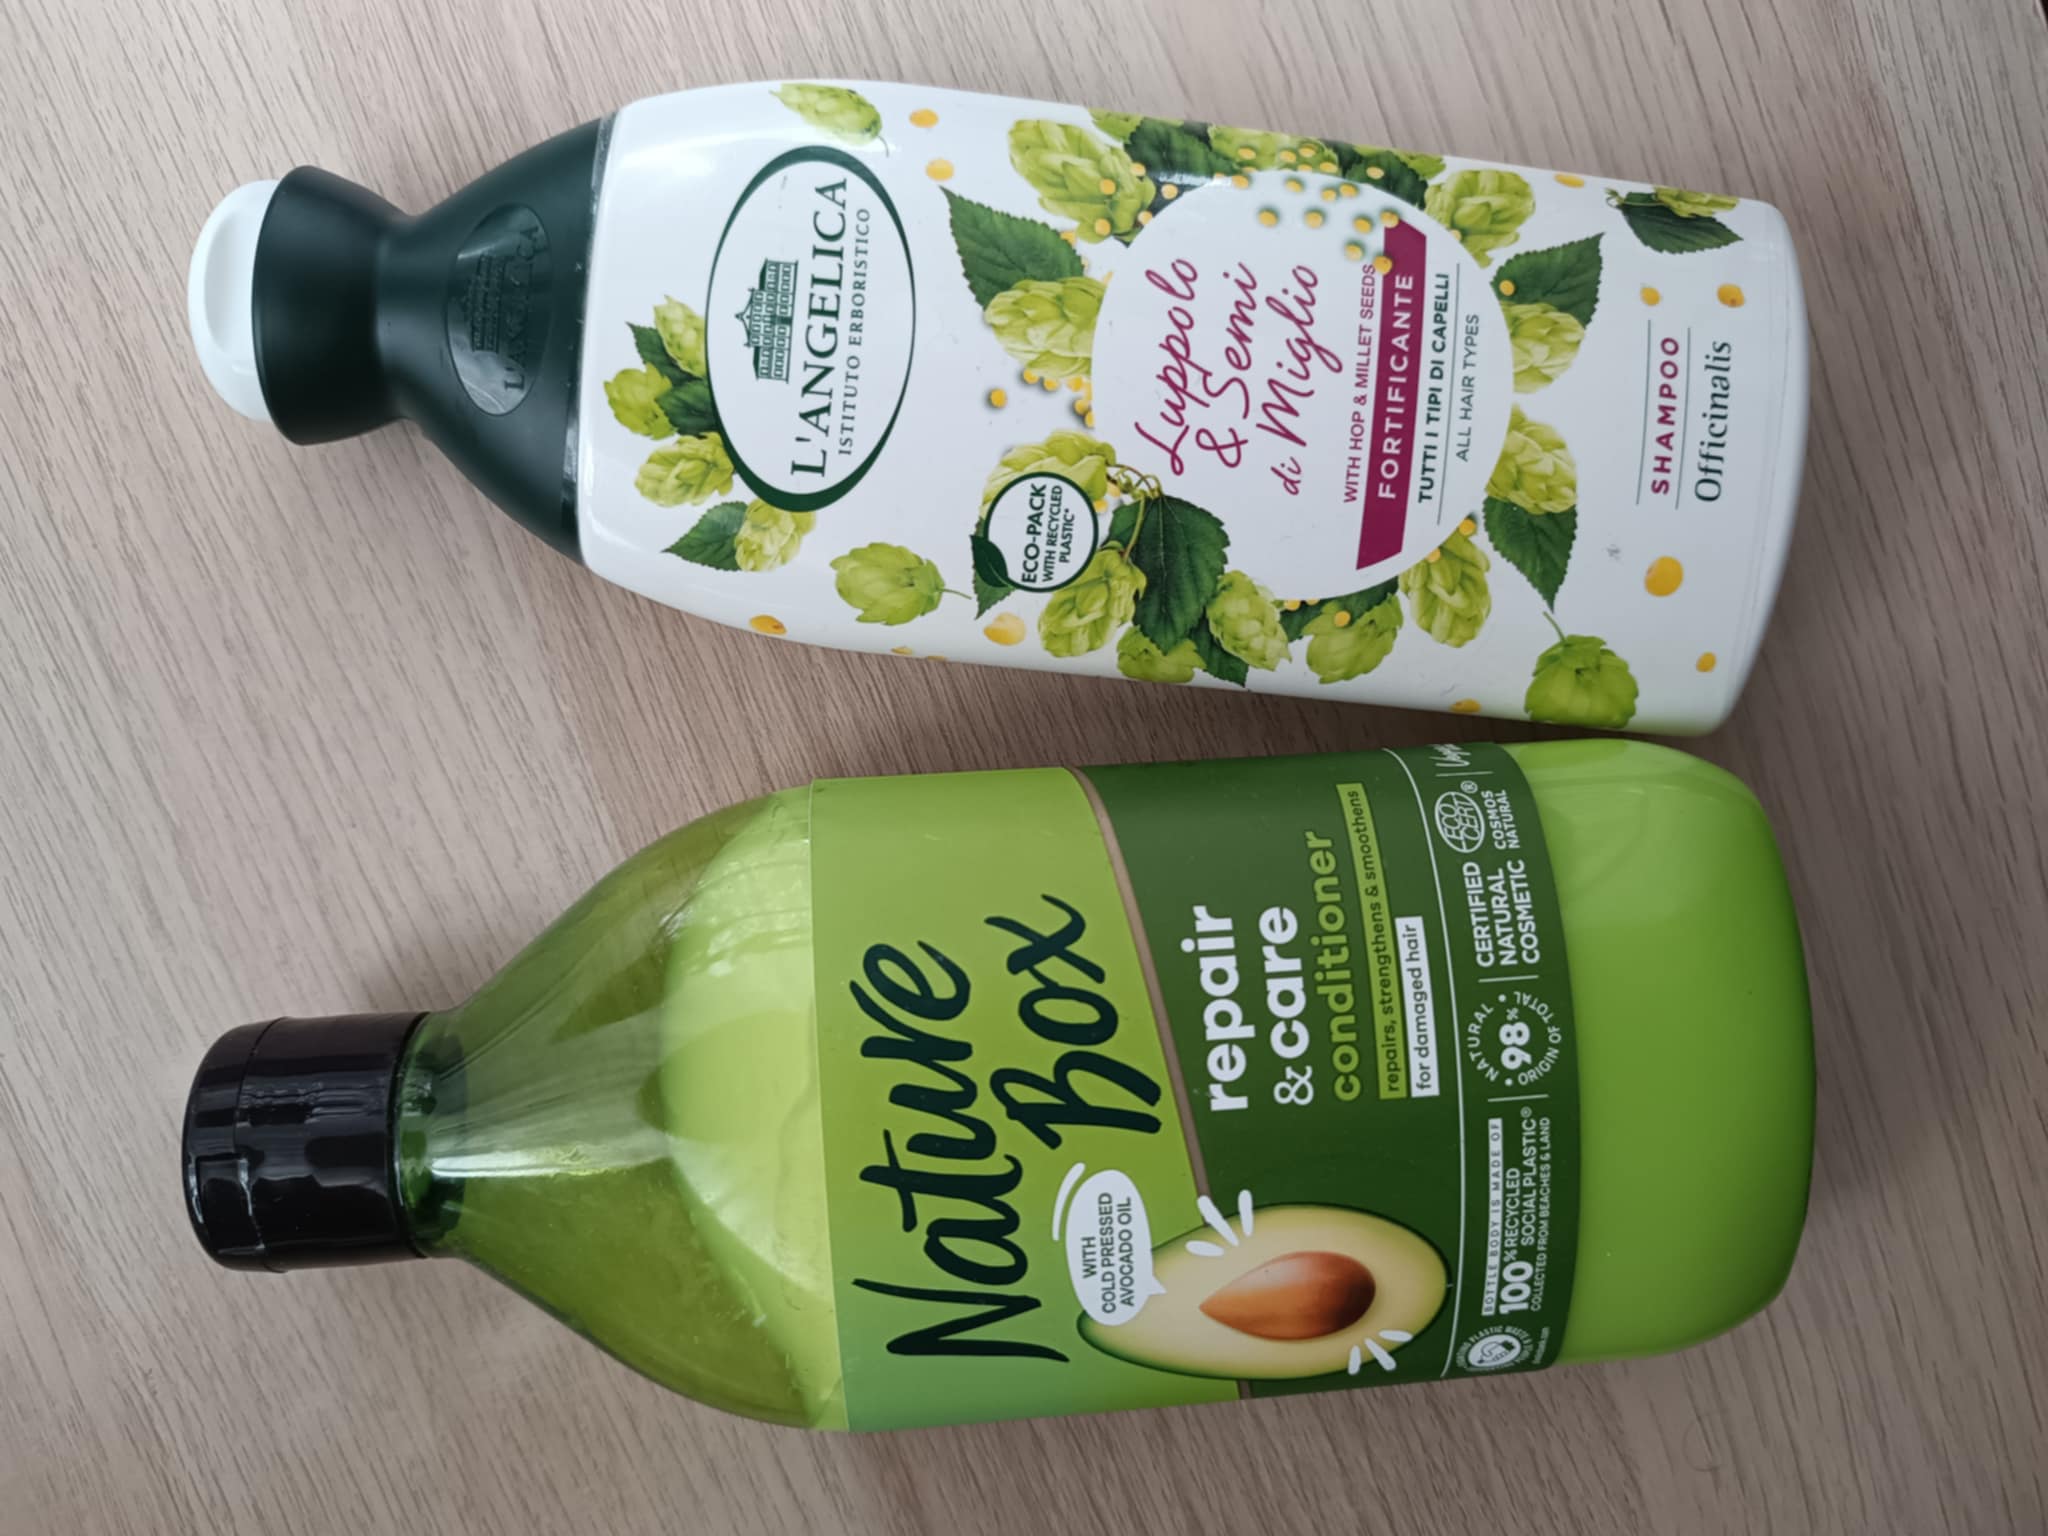 Nature
Box
WITH
COLD PRESSED
AVOCADO OIL
repair
& care
conditioner
repairs, strengthens & smoothens
for damaged hair
BOTTLE BODY IS MADE OF
100% RECYCLED
SOCIAL PLASTIC®
COLLECTED FROM BEACHES & LAND
NATURAL
98%
ORIGIN OF TOTAL
CERTIFIED
NATURAL
COSMETIC
ECO
CERT®
COSMOS
NATURAL
L'ANGELICA
L'ANGELICA
ISTITUTO ERBORISTICO
ECO-PACK
WITH RECYCLED
PLASTIC*
Luppolo
& Semi
di Miglio
WITH HOP & MILLET SEEDS
FORTIFICANTE
TUTTI I TIPI DI CAPELLI
ALL HAIR TYPES
SHAMPOO
Officinalis